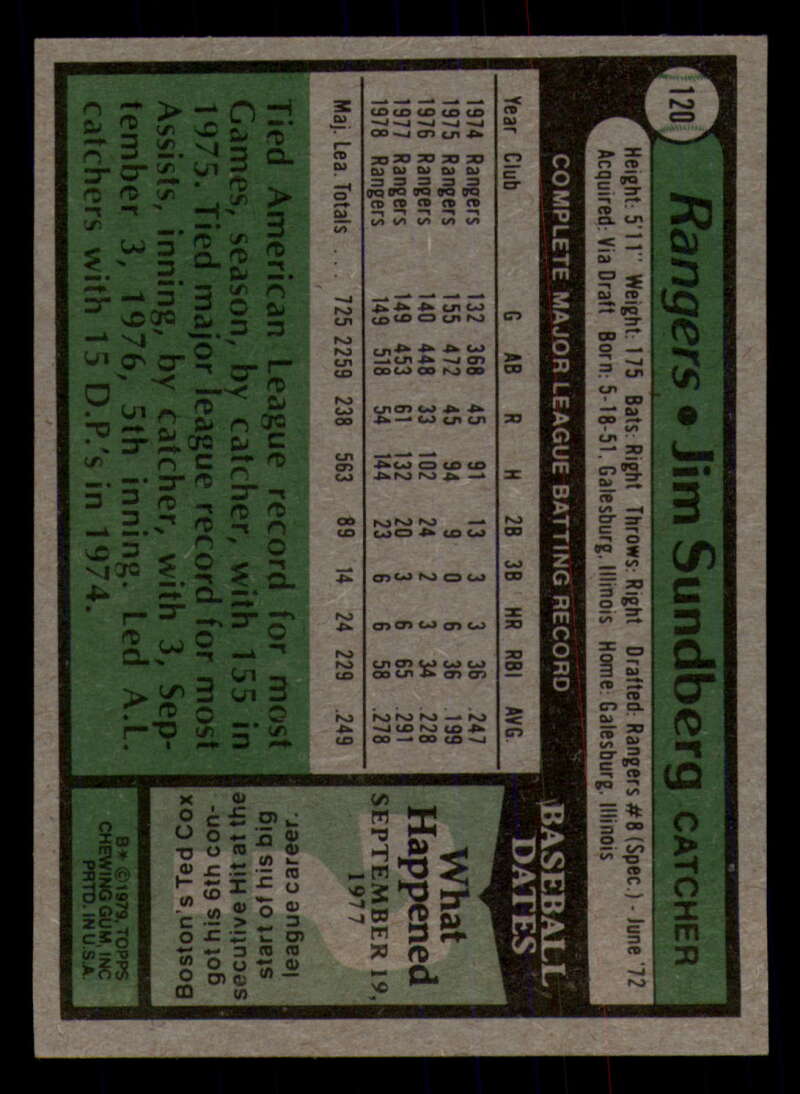 120
Rangers • Jim Sundberg CATCHER
Height: 5'11" Weight: 175 Bats: Right Throws: Right Drafted: Rangers #8 (Spec.) - June '72
Acquired: Via Draft Born: 5-18-51, Galesburg, Illinois Home: Galesburg, Illinois
COMPLETE MAJOR LEAGUE BATTING RECORD
Year Club G AB R H 2B 3B HR RBI AVG.
1974 Rangers 132 368 45 91 13 3 3 36 .247
1975 Rangers 155 472 45 94 9 0 6 36 .199
1976 Rangers 140 448 33 102 24 2 3 34 .228
1977 Rangers 149 453 61 132 20 3 6 65 .291
1978 Rangers 149 518 54 144 23 6 6 58 .278
Maj. Lea. Totals ... 725 2259 238 563 89 14 24 229 .249
Tied American League record for most
Games, season, by catcher, with 155 in
1975. Tied major league record for most
Assists, inning, by catcher, with 3, Sep-
tember 3, 1976, 5th inning. Led A.L.
catchers with 15 D.P.'s in 1974.
BASEBALL
DATES
What
Happened
SEPTEMBER 19,
1977
Boston's Ted Cox
got his 6th con-
secutive Hit at the
start of his big
league career.
B* ©1979, TOPPS
CHEWING GUM, INC
PRTD. IN U.S.A.